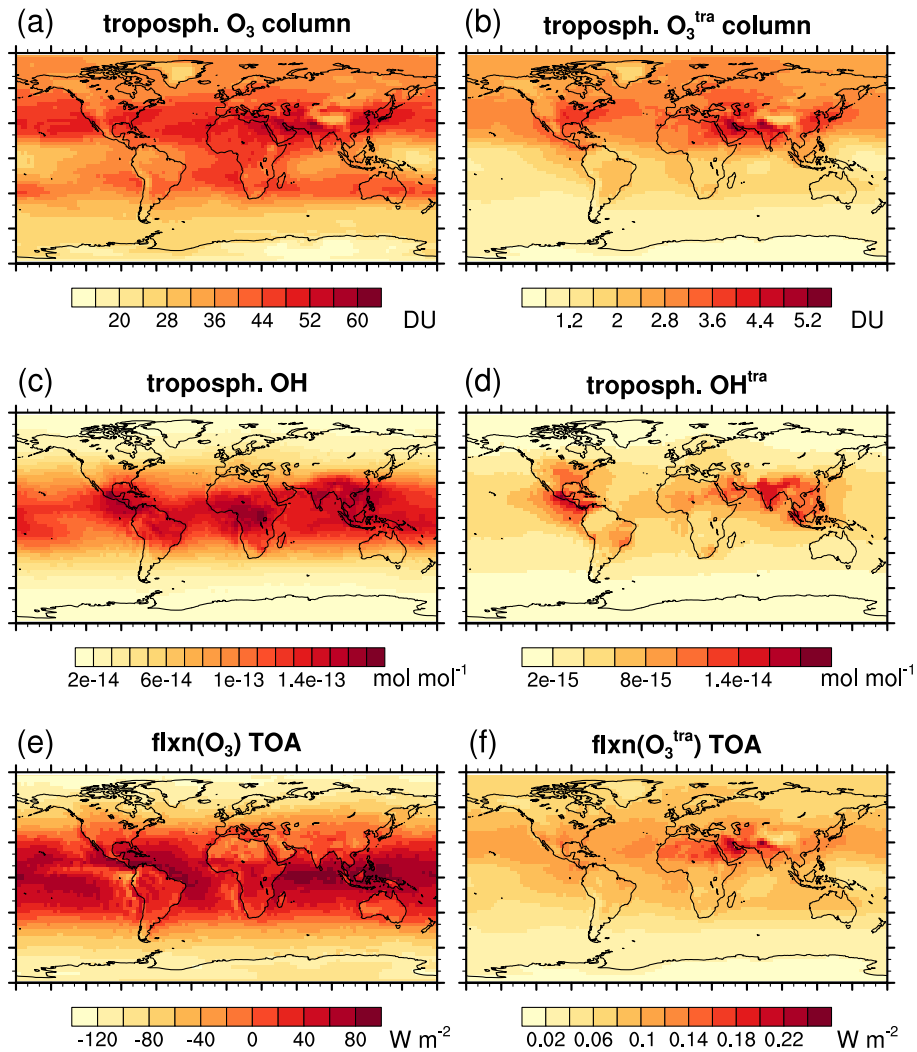 (a) troposph. O₃ column
(b) troposph. O₃ᵗʳᵃ column
20 28 36 44 52 60 DU
1.2 2 2.8 3.6 4.4 5.2 DU
(c) troposph. OH
(d) troposph. OHᵗʳᵃ
2e-14 6e-14 1e-13 1.4e-13 mol mol⁻¹
2e-15 8e-15 1.4e-14 mol mol⁻¹
(e) flxn(O₃) TOA
(f) flxn(O₃ᵗʳᵃ) TOA
-120 -80 -40 0 40 80 W m⁻²
0.02 0.06 0.1 0.14 0.18 0.22 W m⁻²